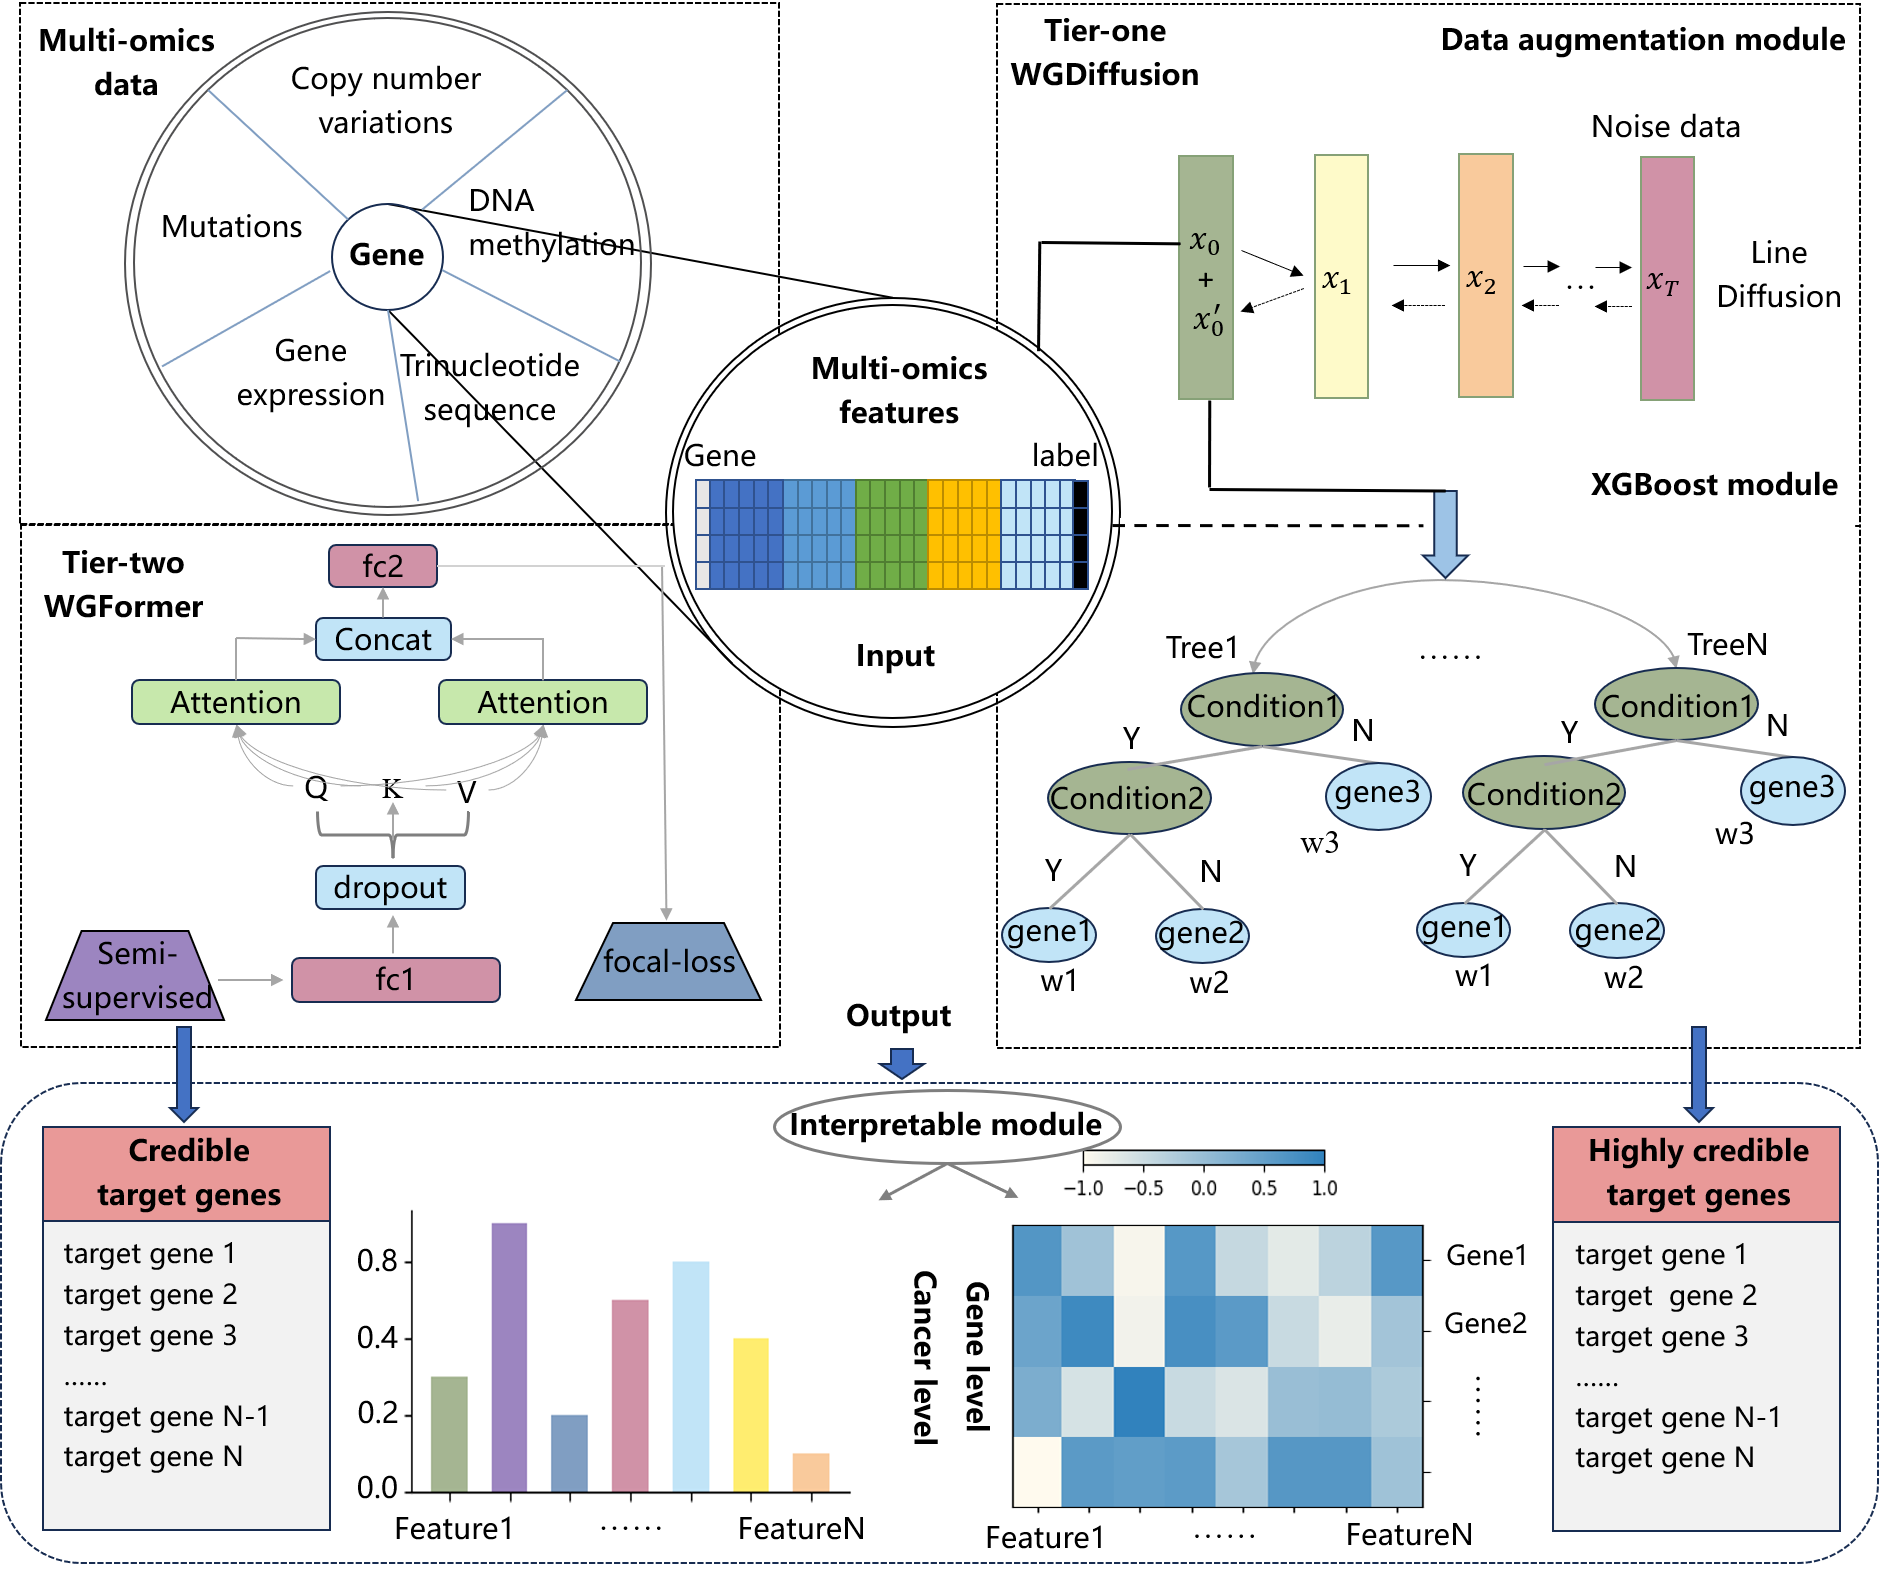 Multi-omics
data
Copy number
variations
Mutations
DNA
methylation
Gene
Gene
expression
Trinucleotide
sequence
Tier-one
WGDiffusion
Data augmentation module
Noise data
x0
+
x0′
x1
x2
...
xT
Line
Diffusion
Multi-omics
features
Gene
label
Input
XGBoost module
Tier-two
WGFormer
fc2
Concat
Attention
Attention
Q
K
V
dropout
Semi-
supervised
fc1
focal-loss
Tree1
......
TreeN
Condition1
Condition1
Y
N
Y
N
Condition2
gene3
Condition2
gene3
w3
w3
Y
N
Y
N
gene1
gene2
gene1
gene2
w1
w2
w1
w2
Output
Interpretable module
Credible
target genes
target gene 1
target gene 2
target gene 3
......
target gene N-1
target gene N
0.8
0.4
0.2
0.0
Feature1
......
FeatureN
Cancer level
Gene level
−1.0 −0.5 0.0 0.5 1.0
Gene1
Gene2
......
Feature1
......
FeatureN
Highly credible
target genes
target gene 1
target  gene 2
target gene 3
......
target gene N-1
target gene N